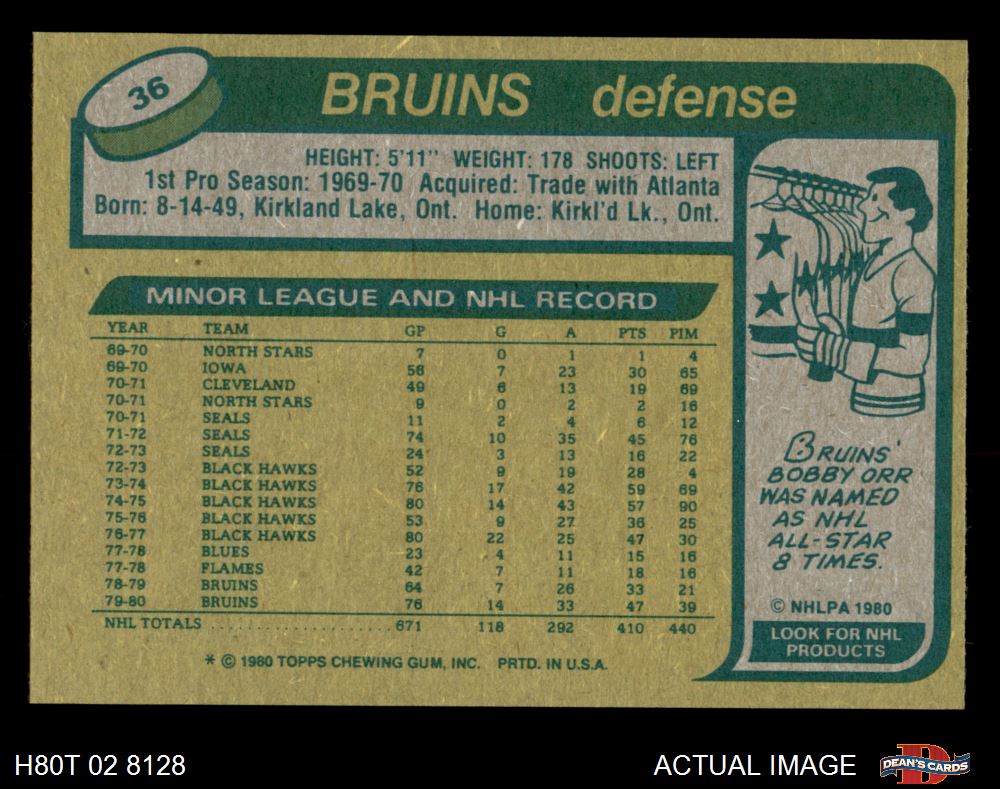 36
BRUINS defense
HEIGHT: 5'11" WEIGHT: 178 SHOOTS: LEFT
1st Pro Season: 1969-70 Acquired: Trade with Atlanta
Born: 8-14-49, Kirkland Lake, Ont. Home: Kirkl'd Lk., Ont.
MINOR LEAGUE AND NHL RECORD
YEAR TEAM GP G A PTS PIM
69-70 NORTH STARS 7 0 1 1 4
69-70 IOWA 56 7 23 30 65
70-71 CLEVELAND 49 6 13 19 69
70-71 NORTH STARS 9 0 2 2 16
70-71 SEALS 11 2 4 6 12
71-72 SEALS 74 10 35 45 76
72-73 SEALS 24 3 13 16 22
72-73 BLACK HAWKS 52 9 19 28 4
73-74 BLACK HAWKS 76 17 42 59 69
74-75 BLACK HAWKS 80 14 43 57 90
75-76 BLACK HAWKS 53 9 27 36 25
76-77 BLACK HAWKS 80 22 25 47 30
77-78 BLUES 23 4 11 15 16
77-78 FLAMES 42 7 11 18 16
78-79 BRUINS 64 7 26 33 21
79-80 BRUINS 76 14 33 47 39
NHL TOTALS ........................ 671 118 292 410 440
* © 1980 TOPPS CHEWING GUM, INC. PRTD. IN U.S.A.
BRUINS'
BOBBY ORR
WAS NAMED
AS NHL
ALL-STAR
8 TIMES.
© NHLPA 1980
LOOK FOR NHL
PRODUCTS
H80T 02 8128
ACTUAL IMAGE
D
DEAN'S CARDS